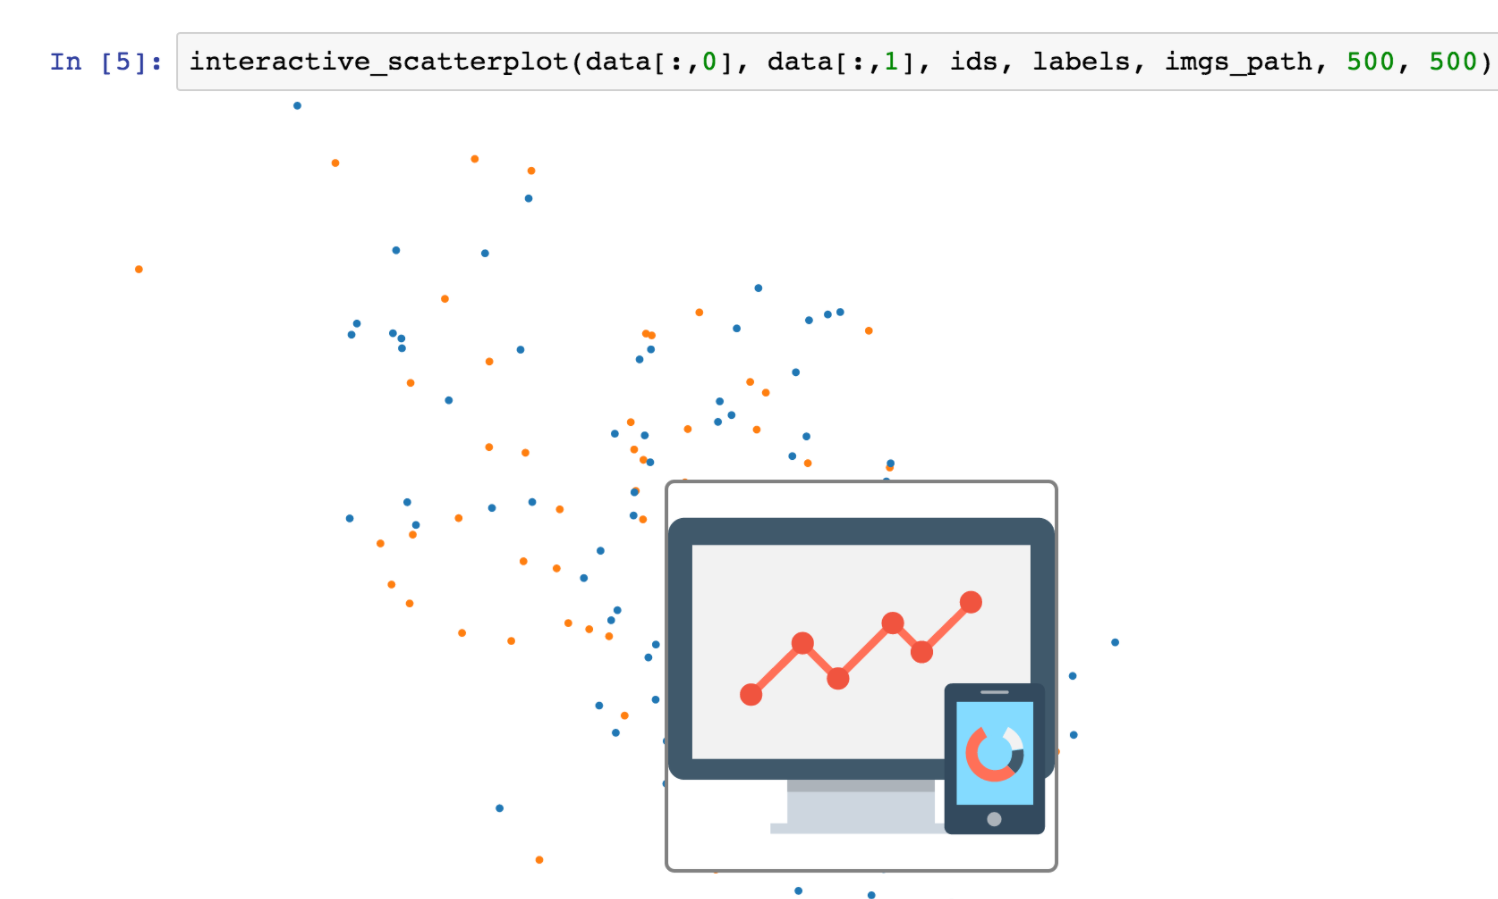 In [5]: interactive_scatterplot(data[:,0], data[:,1], ids, labels, imgs_path, 500, 500)